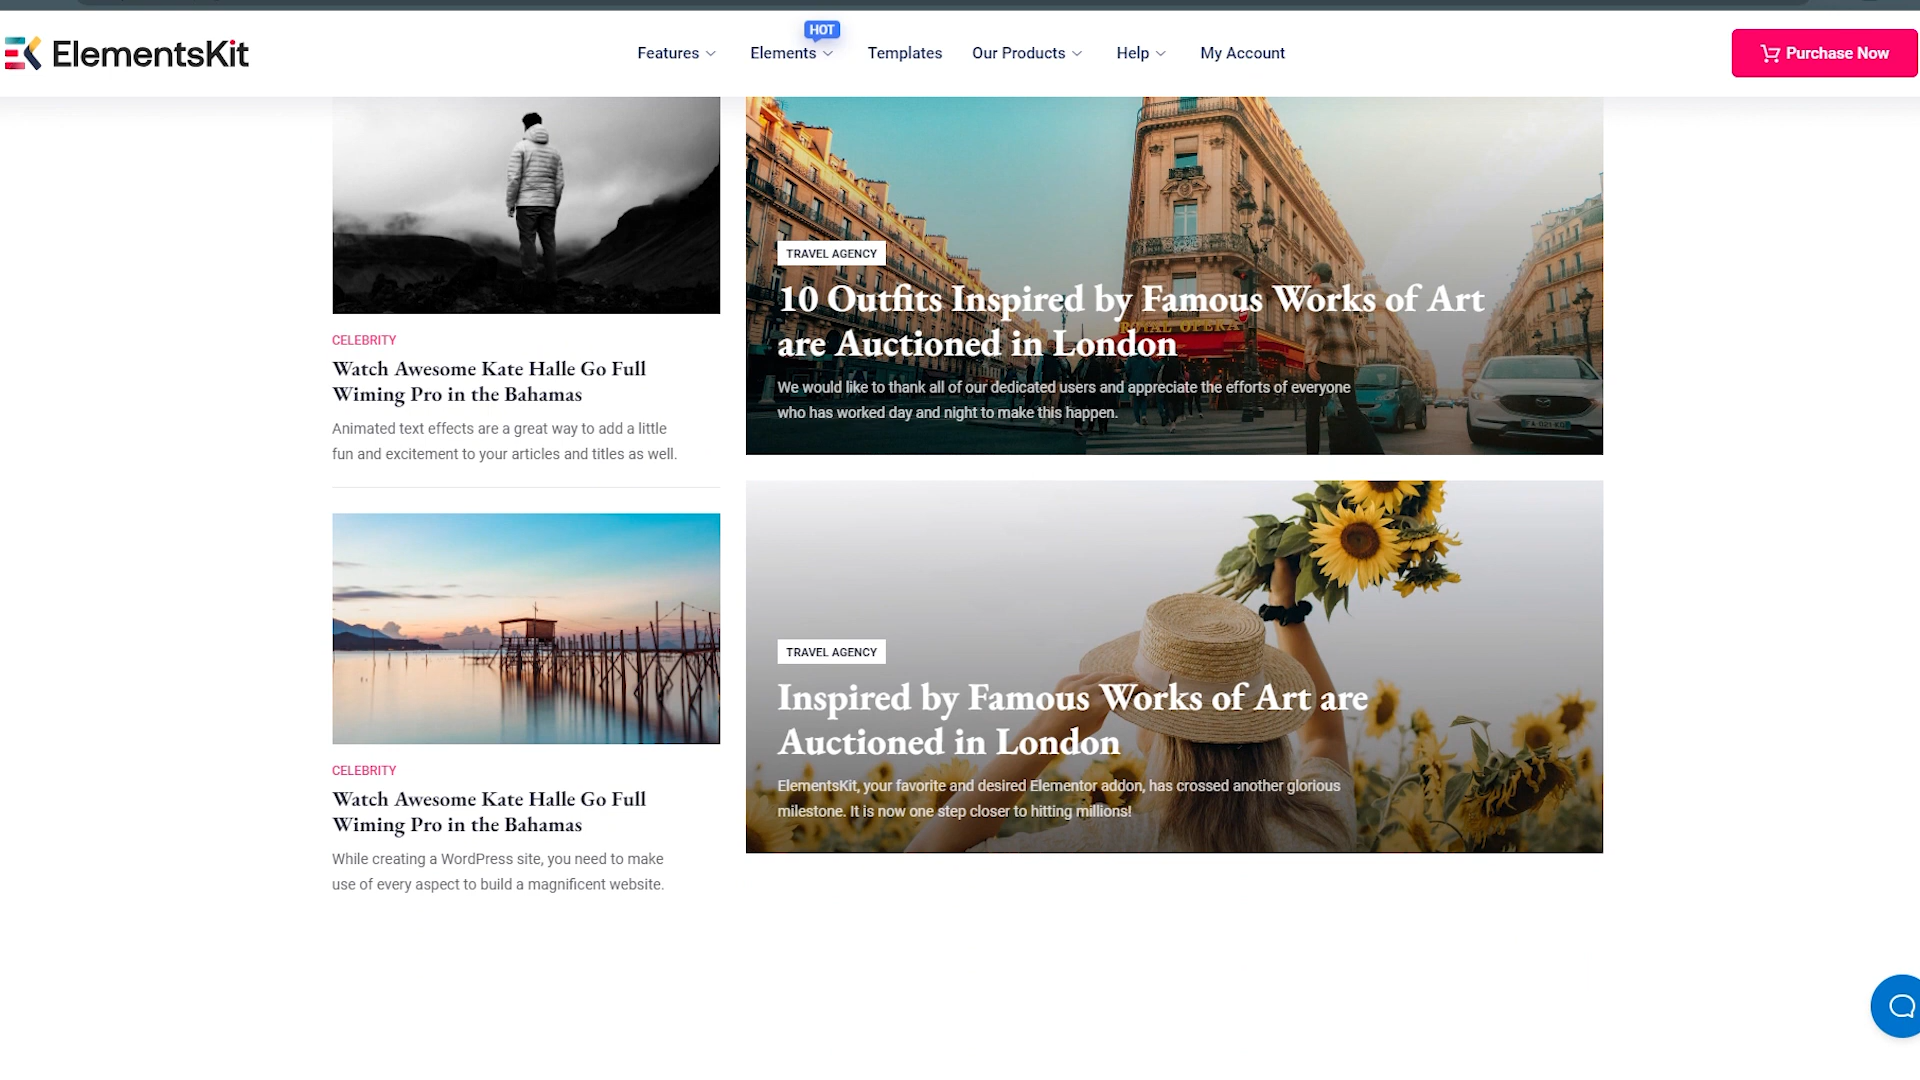 ElementsKit
Features
HOT
Elements
Templates
Our Products
Help
My Account
Purchase Now
CELEBRITY
Watch Awesome Kate Halle Go Full
Wiming Pro in the Bahamas
Animated text effects are a great way to add a little
fun and excitement to your articles and titles as well.
CELEBRITY
Watch Awesome Kate Halle Go Full
Wiming Pro in the Bahamas
While creating a WordPress site, you need to make
use of every aspect to build a magnificent website.
TRAVEL AGENCY
10 Outfits Inspired by Famous Works of Art
are Auctioned in London
We would like to thank all of our dedicated users and appreciate the efforts of everyone
who has worked day and night to make this happen.
ROYAL OPERA
TRAVEL AGENCY
Inspired by Famous Works of Art are
Auctioned in London
ElementsKit, your favorite and desired Elementor addon, has crossed another glorious
milestone. It is now one step closer to hitting millions!